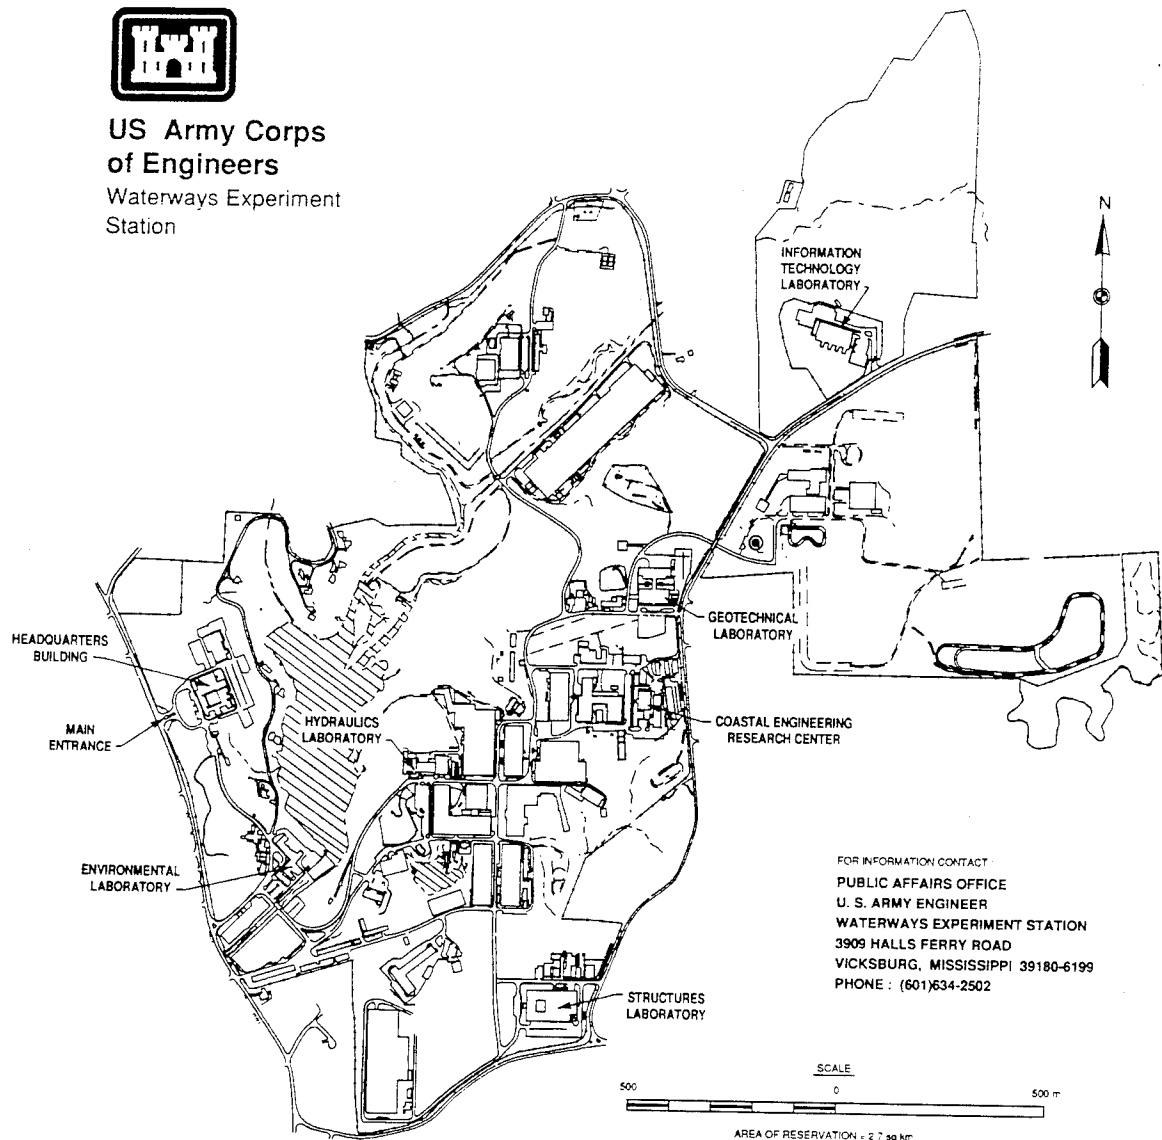 US Army Corps
of Engineers
Waterways Experiment
Station
N
INFORMATION
TECHNOLOGY
LABORATORY
GEOTECHNICAL
LABORATORY
HEADQUARTERS
BUILDING
MAIN
ENTRANCE
HYDRAULICS
LABORATORY
COASTAL ENGINEERING
RESEARCH CENTER
ENVIRONMENTAL
LABORATORY
STRUCTURES
LABORATORY
FOR INFORMATION CONTACT
PUBLIC AFFAIRS OFFICE
U. S. ARMY ENGINEER
WATERWAYS EXPERIMENT STATION
3909 HALLS FERRY ROAD
VICKSBURG, MISSISSIPPI 39180-6199
PHONE : (601)634-2502
SCALE
500 0 500 m
AREA OF RESERVATION = 2.7 sq km